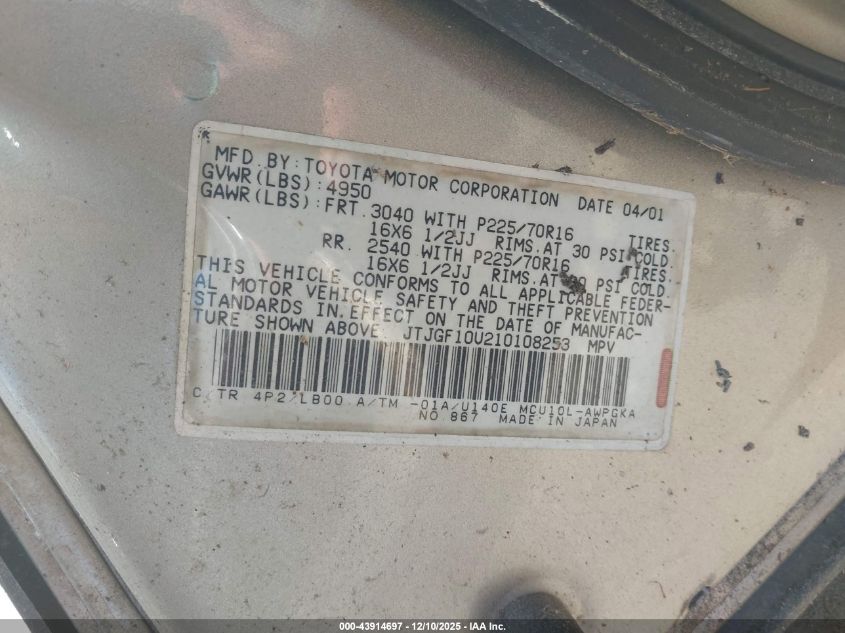 MFD. BY: TOYOTA MOTOR CORPORATION DATE 04/01
GVWR(LBS): 4950
GAWR(LBS): FRT. 3040 WITH P225/70R16 TIRES.
16X6 1/2JJ RIMS.AT 30 PSI COLD.
RR. 2540 WITH P225/70R16 TIRES.
16X6 1/2JJ RIMS.AT PSI COLD.
THIS VEHICLE CONFORMS TO ALL APPLICABLE FEDER-
AL MOTOR VEHICLE SAFETY AND THEFT PREVENTION
STANDARDS IN EFFECT ON THE DATE OF MANUFAC-
TURE SHOWN ABOVE. JTJGF10U210108253 MPV
C/TR 4P2/LB00 A/TM -01A/U140E MCU10L-AWPGKA
NO 867 MADE IN JAPAN
000-43914697 - 12/10/2025 - IAA Inc.